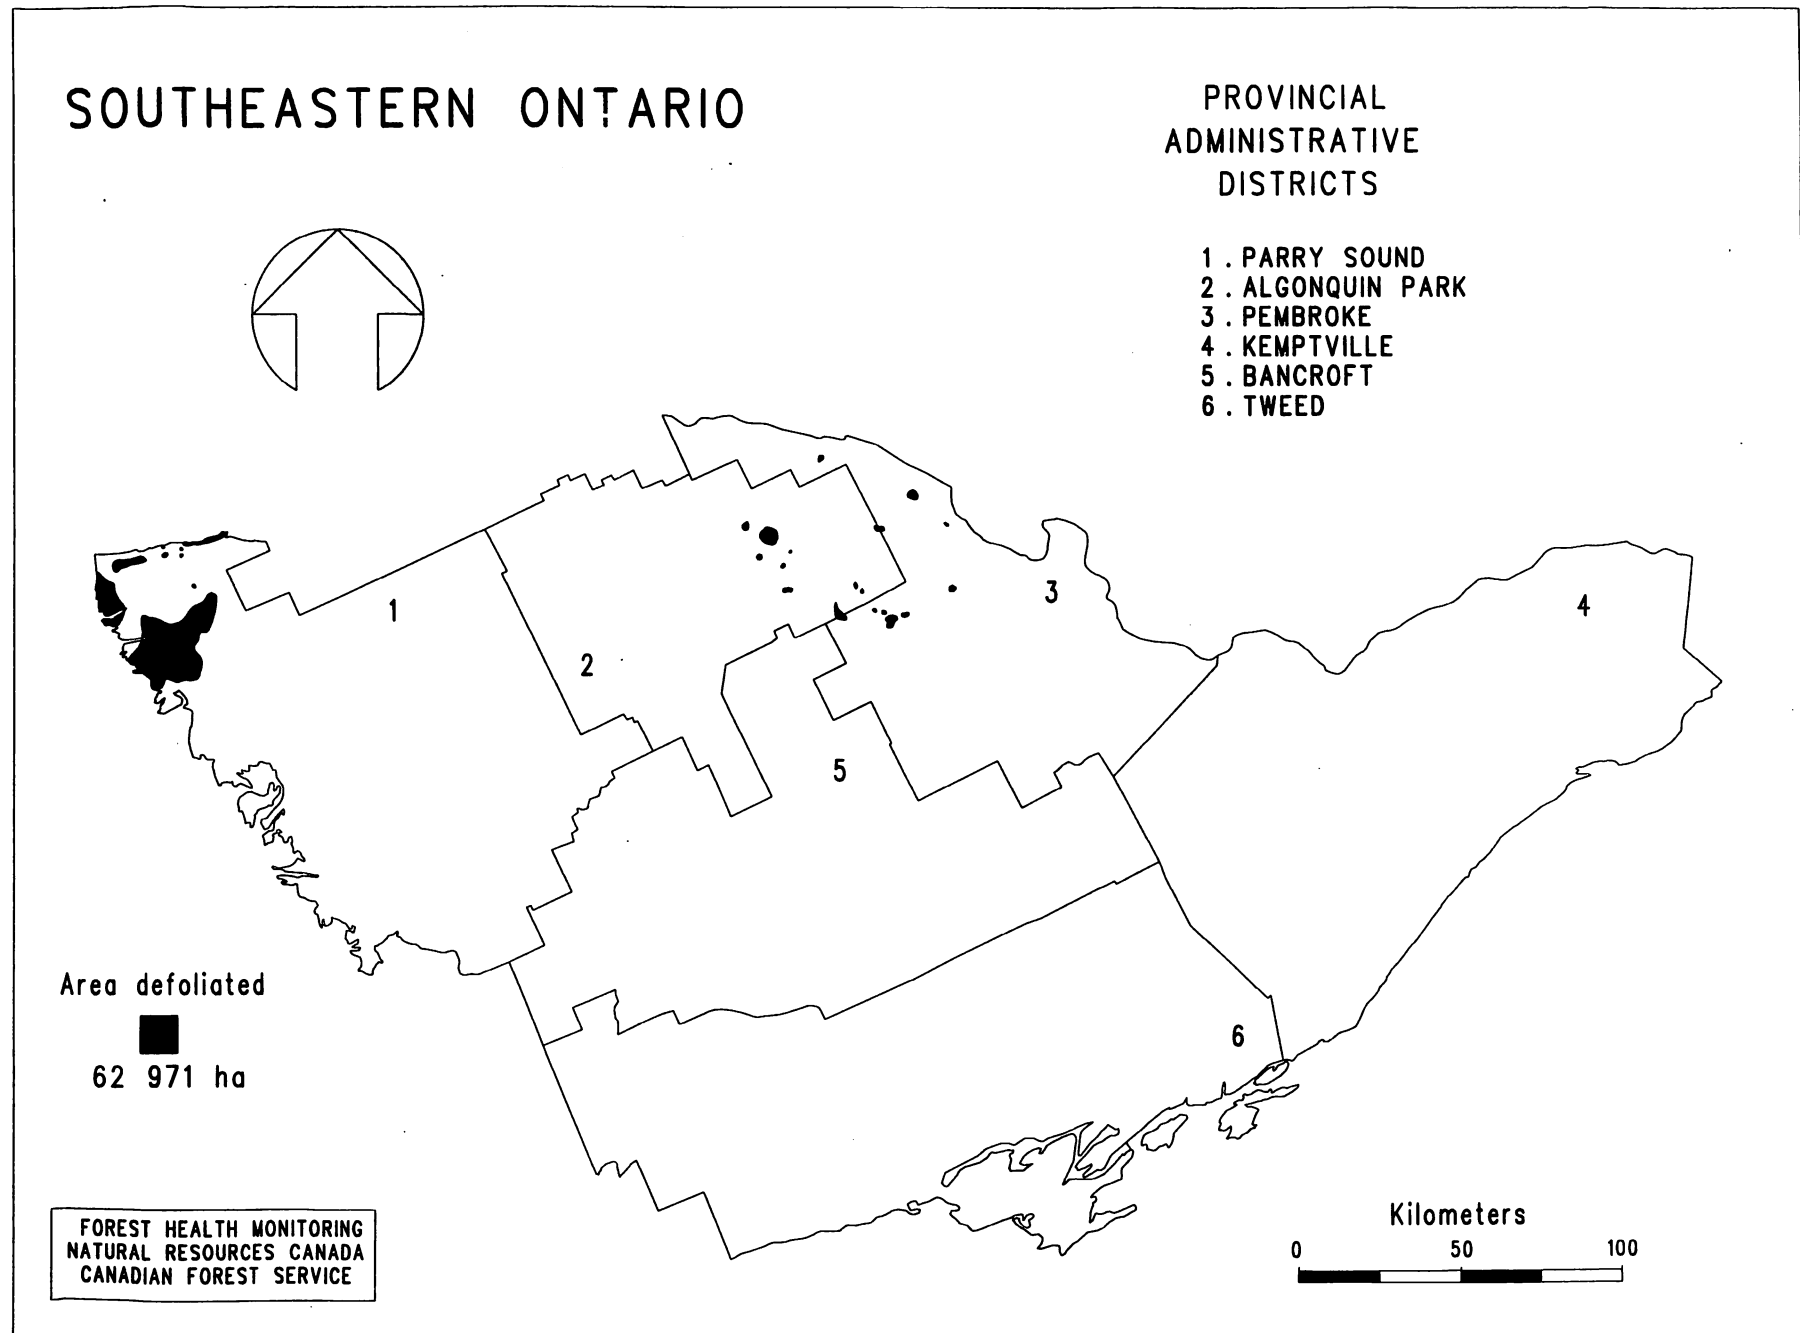 SOUTHEASTERN ONTARIO
PROVINCIAL
ADMINISTRATIVE
DISTRICTS
1. PARRY SOUND
2. ALGONQUIN PARK
3. PEMBROKE
4. KEMPTVILLE
5. BANCROFT
6. TWEED
1
2
3
4
5
6
Area defoliated
62 971 ha
FOREST HEALTH MONITORING
NATURAL RESOURCES CANADA
CANADIAN FOREST SERVICE
Kilometers
0 50 100